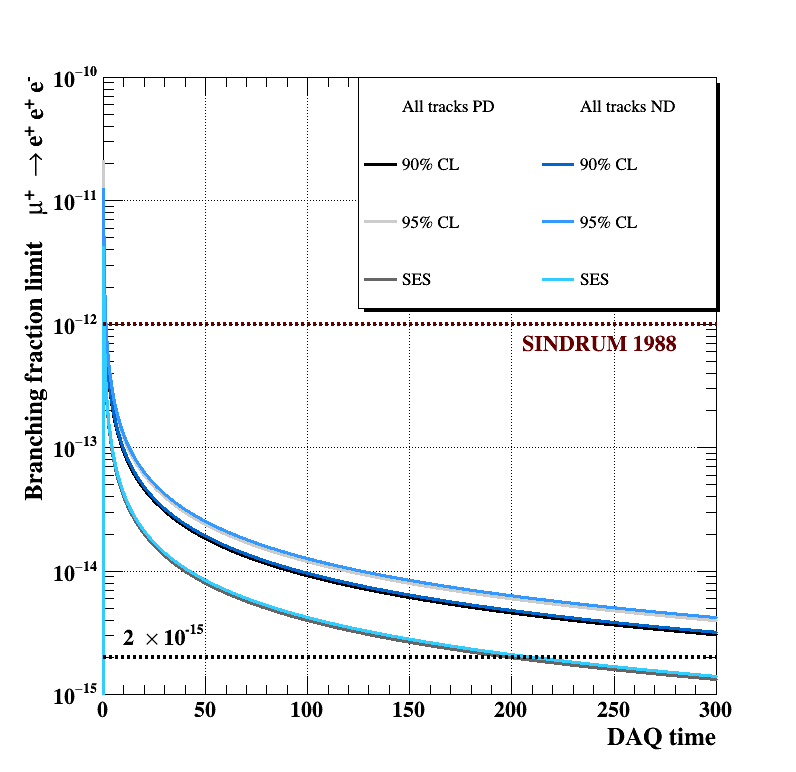 10⁻¹⁰
All tracks PD All tracks ND
90% CL 90% CL
95% CL 95% CL
SES SES
10⁻¹¹
10⁻¹²
SINDRUM 1988
10⁻¹³
10⁻¹⁴
2 × 10⁻¹⁵
10⁻¹⁵
Branching fraction limit μ⁺ → e⁺ e⁺ e⁻
0 50 100 150 200 250 300
DAQ time